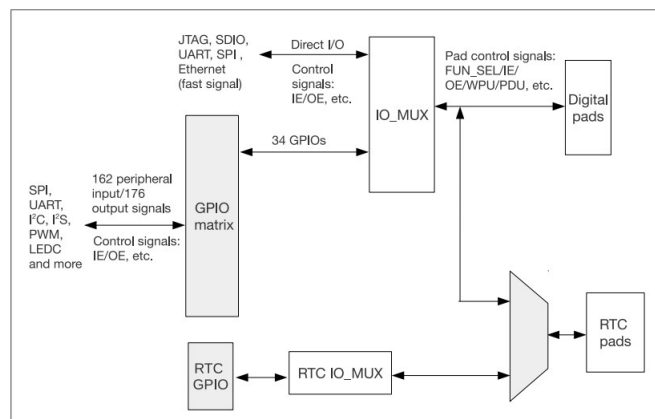 JTAG, SDIO,
UART, SPI ,
Ethernet
(fast signal)
Direct I/O
Control
signals:
IE/OE, etc.
IO_MUX
Pad control signals:
FUN_SEL/IE/
OE/WPU/PDU, etc.
Digital
pads
34 GPIOs
SPI,
UART,
I²C, I²S,
PWM,
LEDC
and more
162 peripheral
input/176
output signals
Control signals:
IE/OE, etc.
GPIO
matrix
RTC
GPIO
RTC IO_MUX
RTC
pads